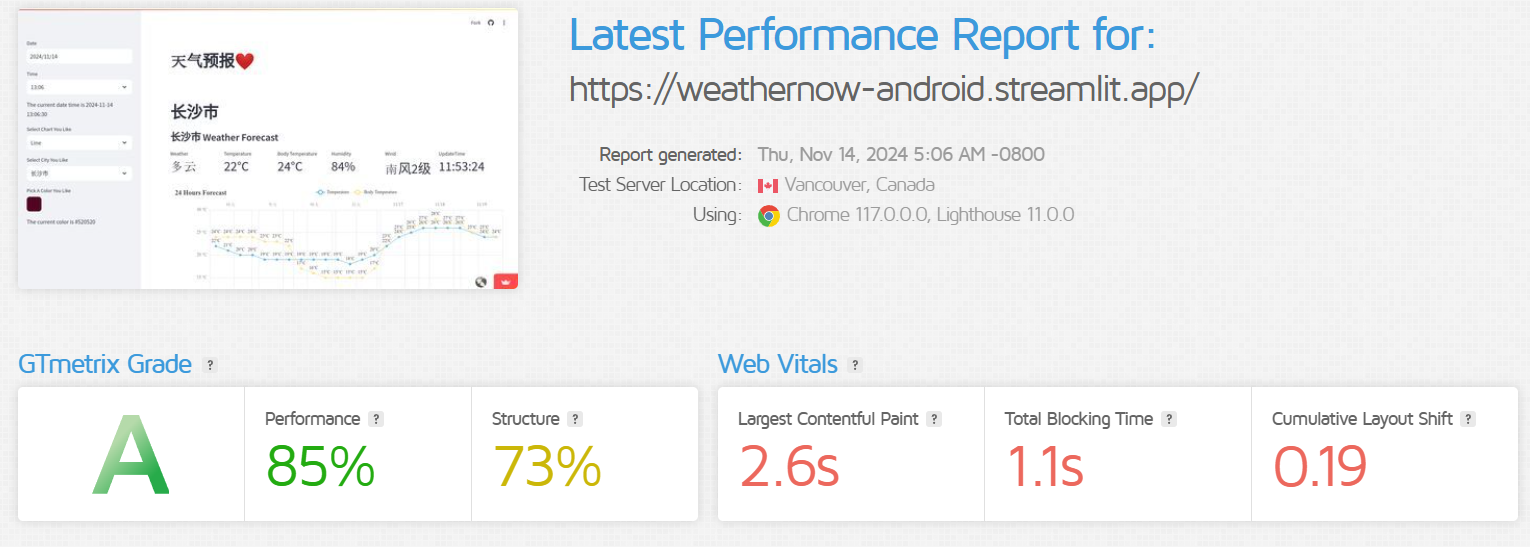 Fork
Date
2024/11/14
Time
13:06
The current date time is 2024-11-14
13:06:30
Select Chart You Like
Line
Select City You Like
长沙市
Pick A Color You Like
The current color is #520520
天气预报❤️
长沙市
长沙市 Weather Forecast
Weather Temperature Body Temperature Humidity Wind UpdateTime
多云 22°C 24°C 84% 南风2级 11:53:24
24 Hours Forecast Temperature Body Temperature
Latest Performance Report for:
https://weathernow-android.streamlit.app/
Report generated: Thu, Nov 14, 2024 5:06 AM -0800
Test Server Location: Vancouver, Canada
Using: Chrome 117.0.0.0, Lighthouse 11.0.0
GTmetrix Grade ?
A
Performance ?
85%
Structure ?
73%
Web Vitals ?
Largest Contentful Paint ?
2.6s
Total Blocking Time ?
1.1s
Cumulative Layout Shift ?
0.19